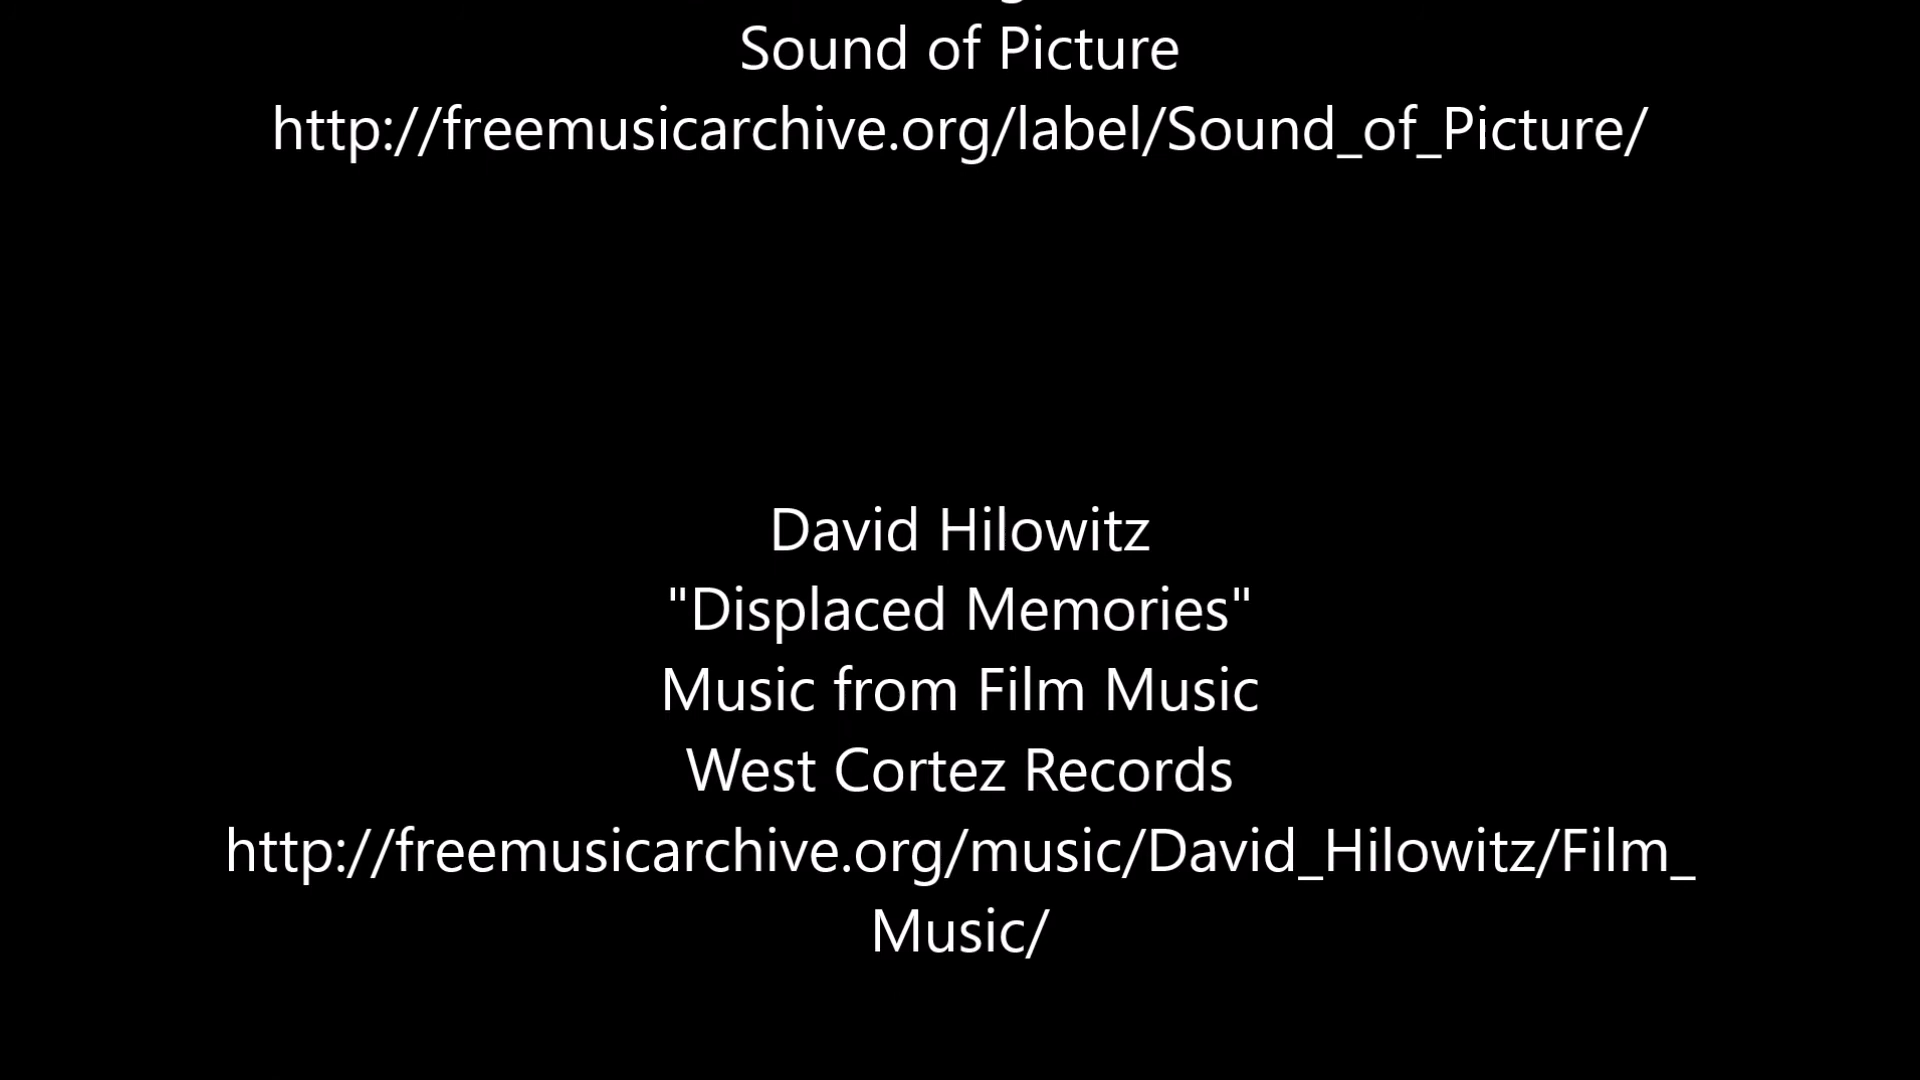 Sound of Picture
http://freemusicarchive.org/label/Sound_of_Picture/
David Hilowitz
"Displaced Memories"
Music from Film Music
West Cortez Records
http://freemusicarchive.org/music/David_Hilowitz/Film_
Music/